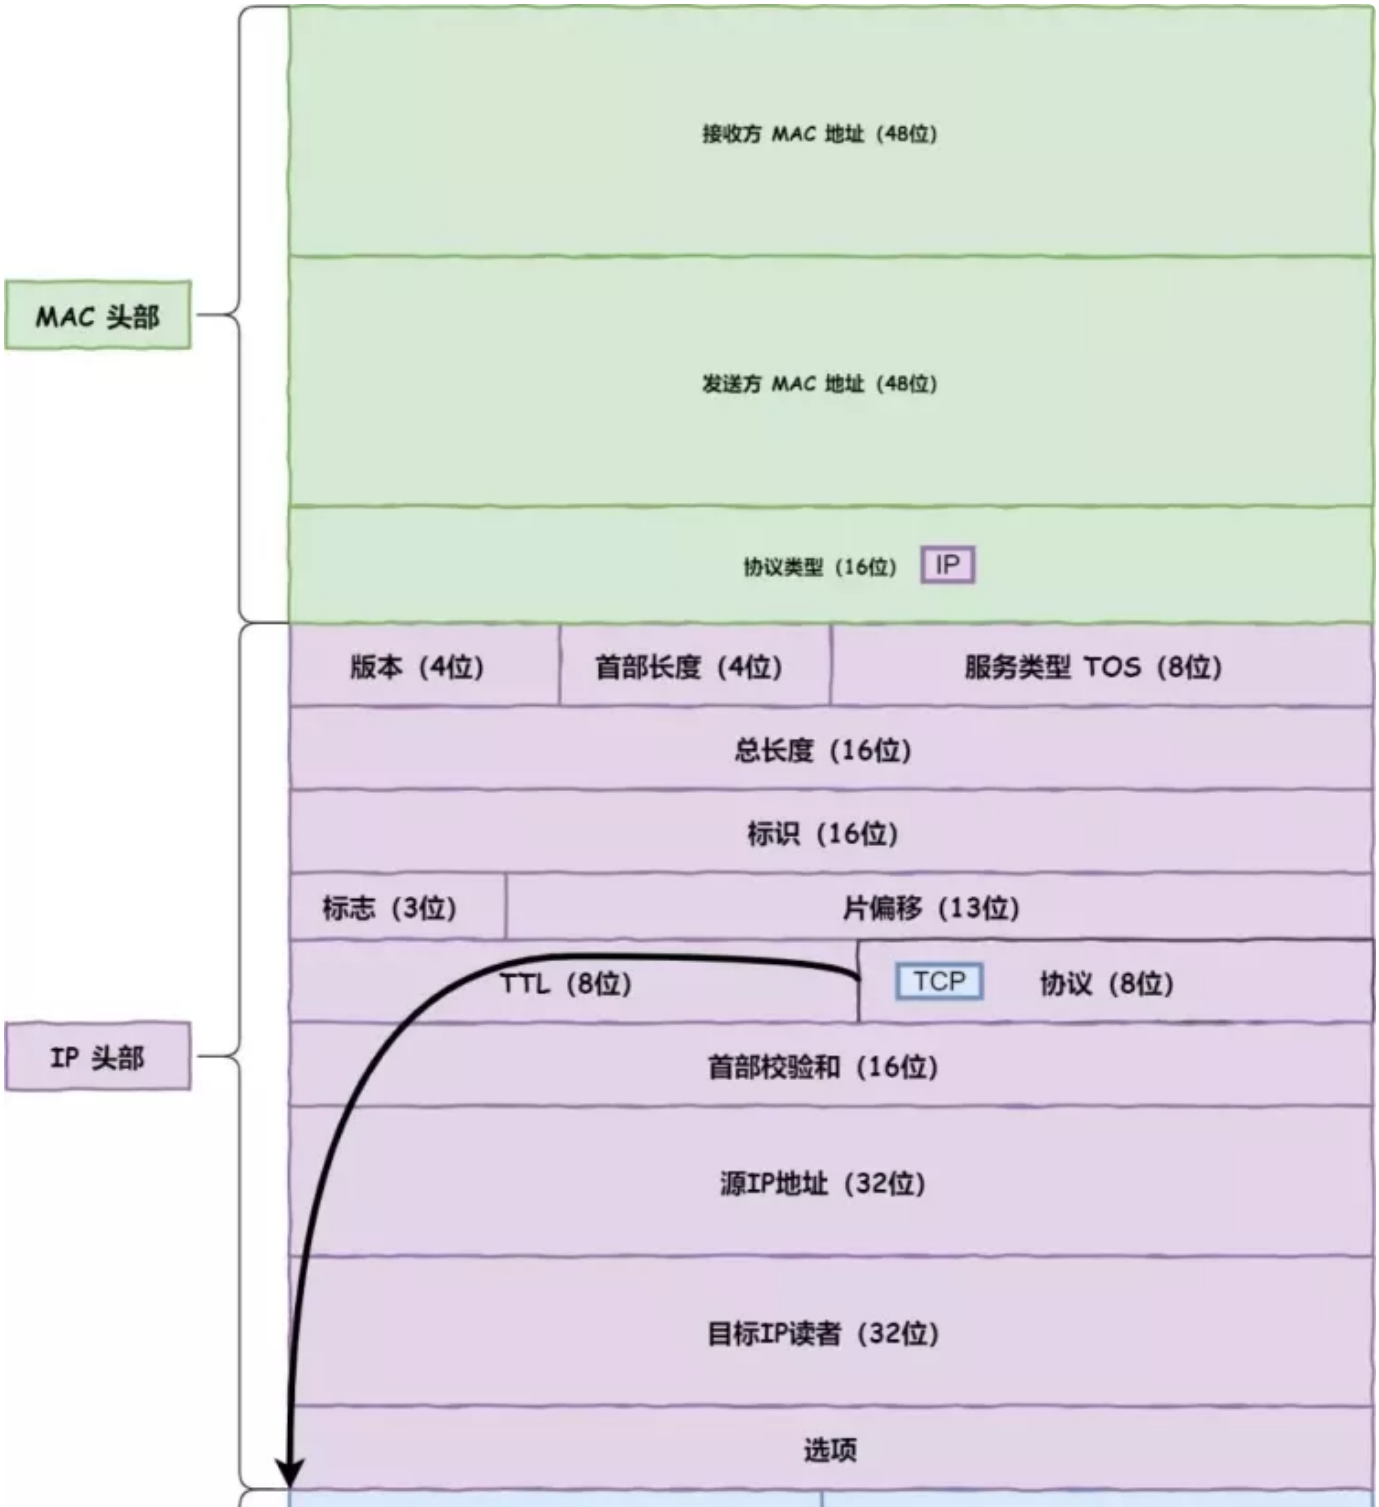 接收方 MAC 地址 (48位)
MAC 头部
发送方 MAC 地址 (48位)
协议类型 (16位) IP
版本 (4位) 首部长度 (4位) 服务类型 TOS (8位)
总长度 (16位)
标识 (16位)
标志 (3位) 片偏移 (13位)
TTL (8位) TCP 协议 (8位)
IP 头部
首部校验和 (16位)
源IP地址 (32位)
目标IP读者 (32位)
选项